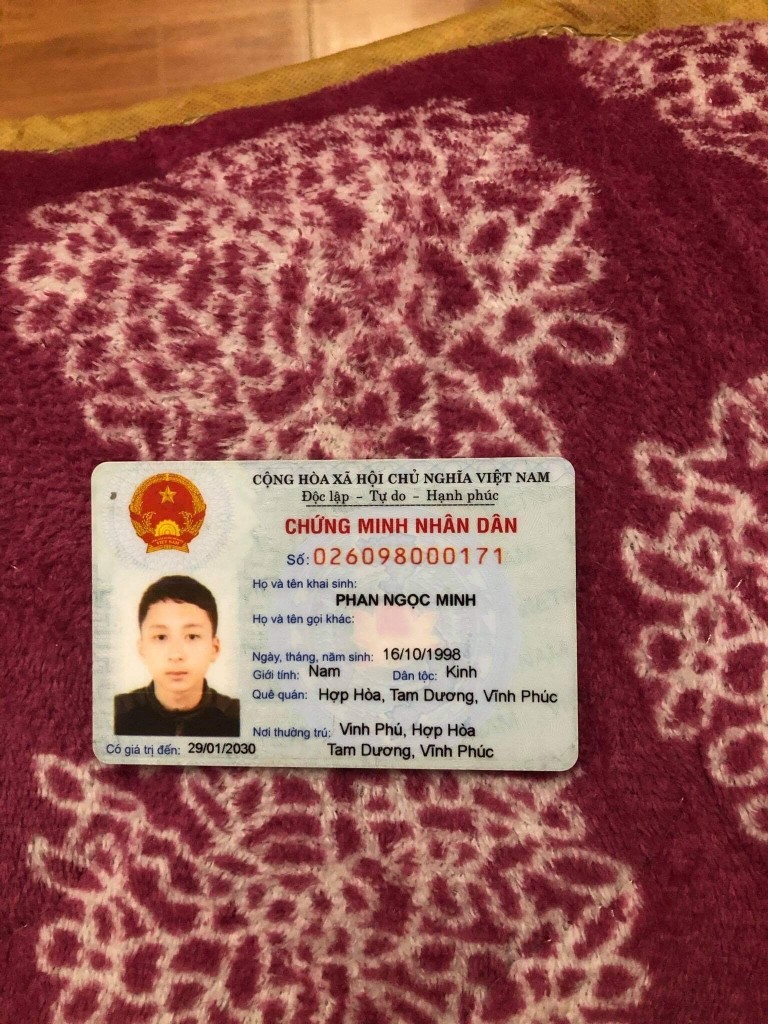 CỘNG HÒA XÃ HỘI CHỦ NGHĨA VIỆT NAM
Độc lập - Tự do - Hạnh phúc
CHỨNG MINH NHÂN DÂN
Số: 026098000171
Họ và tên khai sinh:
PHAN NGỌC MINH
Họ và tên gọi khác:
Ngày, tháng, năm sinh: 16/10/1998
Giới tính: Nam Dân tộc: Kinh
Quê quán: Hợp Hòa, Tam Dương, Vĩnh Phúc
Nơi thường trú: Vinh Phú, Hợp Hòa
Tam Dương, Vĩnh Phúc
Có giá trị đến: 29/01/2030